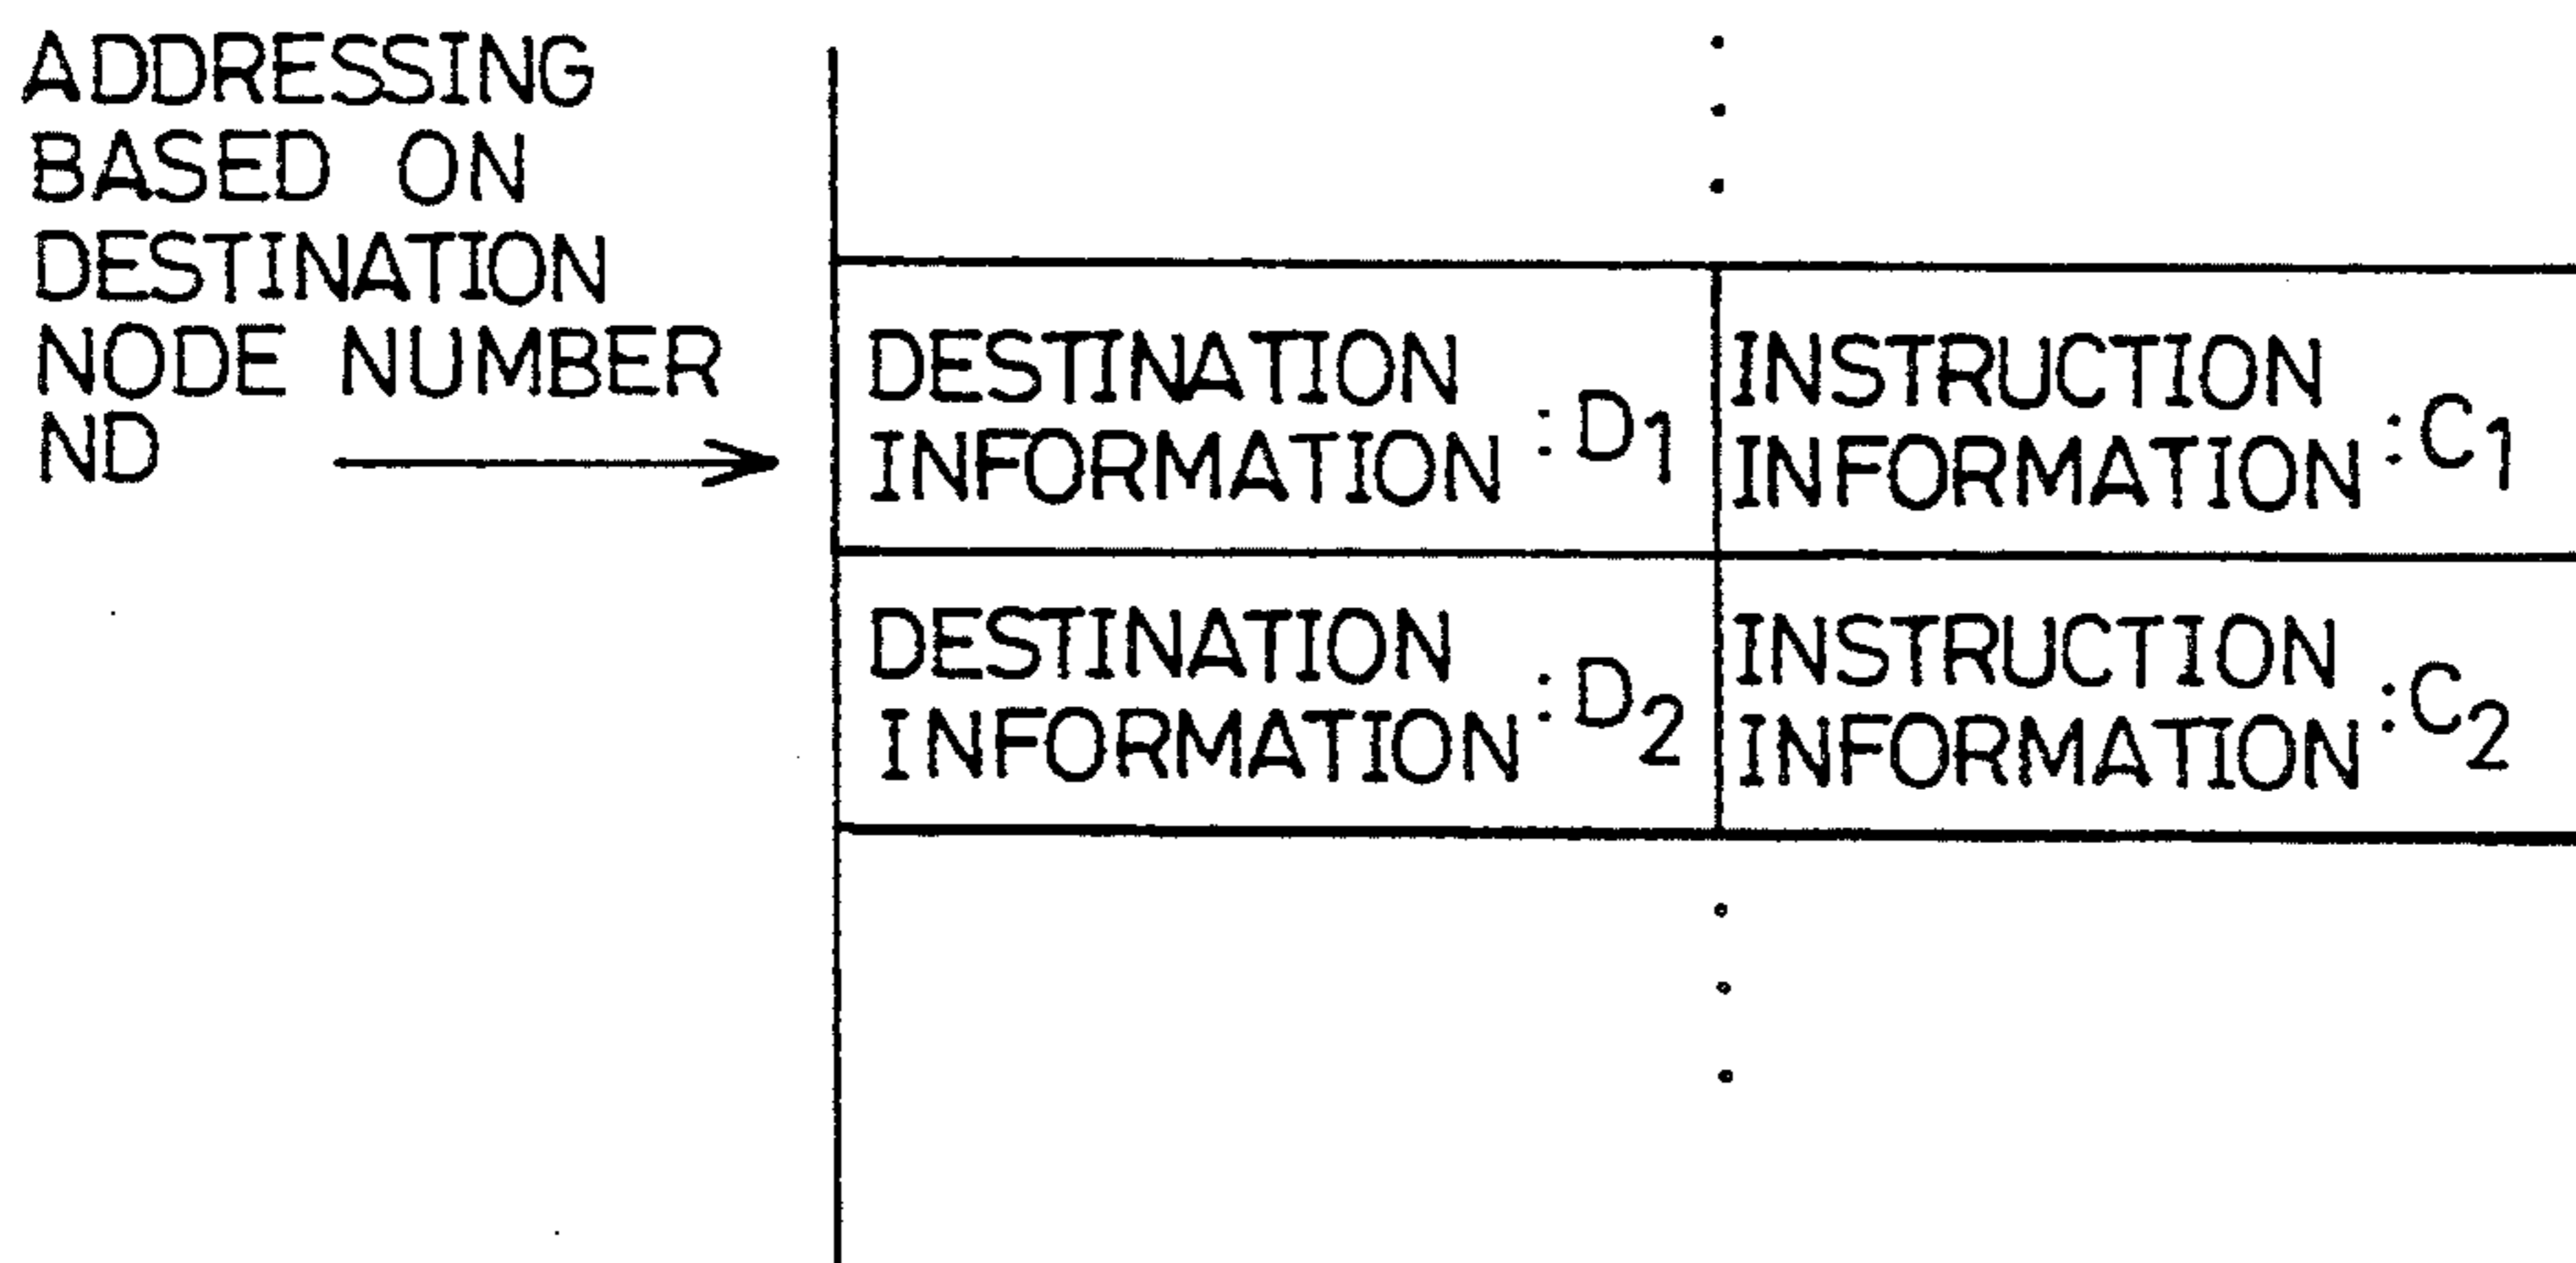 ADDRESSING
BASED ON
DESTINATION
NODE NUMBER
ND
DESTINATION
INFORMATION :D1
INSTRUCTION
INFORMATION :C1
DESTINATION
INFORMATION :D2
INSTRUCTION
INFORMATION :C2